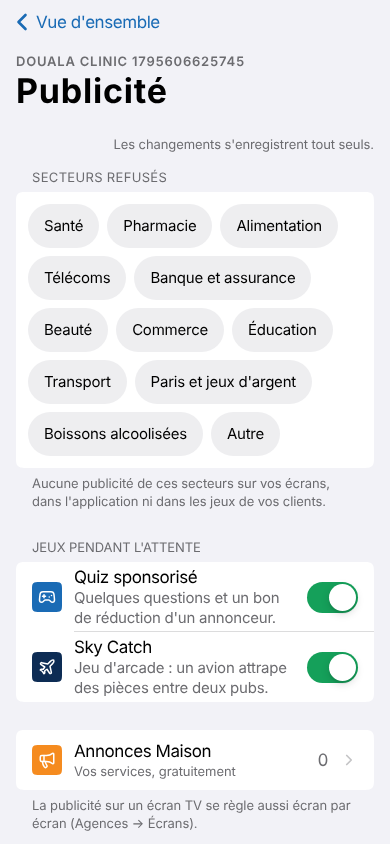 Vue d'ensemble
DOUALA CLINIC 1795606625745
Publicité
Les changements s'enregistrent tout seuls.
SECTEURS REFUSÉS
Santé
Pharmacie
Alimentation
Télécoms
Banque et assurance
Beauté
Commerce
Éducation
Transport
Paris et jeux d'argent
Boissons alcoolisées
Autre
Aucune publicité de ces secteurs sur vos écrans,
dans l'application ni dans les jeux de vos clients.
JEUX PENDANT L'ATTENTE
Quiz sponsorisé
Quelques questions et un bon
de réduction d'un annonceur.
Sky Catch
Jeu d'arcade : un avion attrape
des pièces entre deux pubs.
Annonces Maison
Vos services, gratuitement
0
La publicité sur un écran TV se règle aussi écran par
écran (Agences → Écrans).